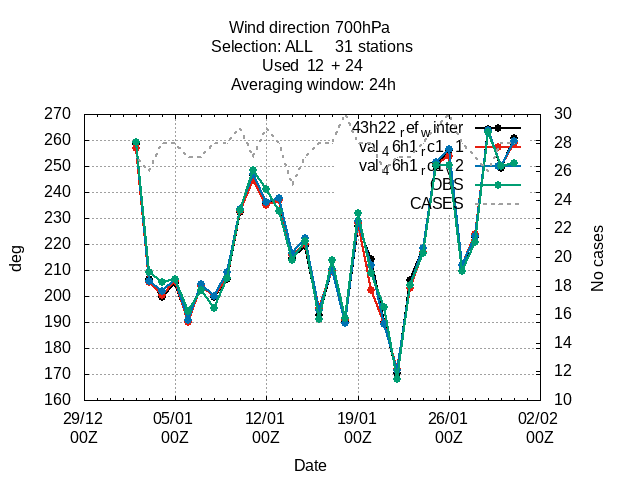 Wind direction 700hPa
Selection: ALL 31 stations
Used 12 + 24
Averaging window: 24h
270 30
260 28
250 26
240 24
230 22
220 20
210 18
200 16
190 14
180 12
170 10
160
deg
No cases
43h22_ref_winter
val_46h1_rc1_1
val_46h1_rc1_2
OBS
CASES
29/12 05/01 12/01 19/01 26/01 02/02
00Z 00Z 00Z 00Z 00Z 00Z
Date